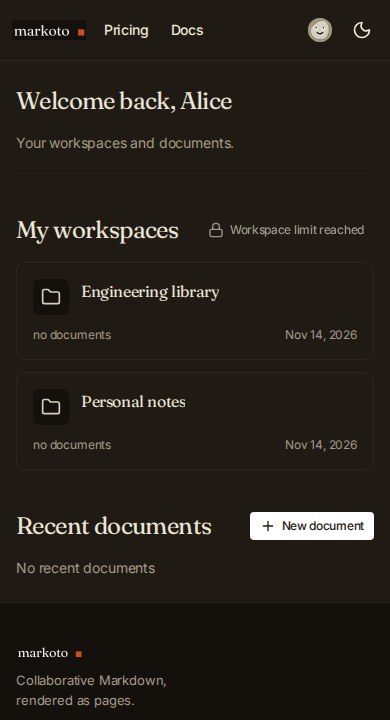 markoto
Pricing
Docs
Welcome back, Alice
Your workspaces and documents.
My workspaces
Workspace limit reached
Engineering library
no documents
Nov 14, 2026
Personal notes
no documents
Nov 14, 2026
Recent documents
New document
No recent documents
markoto
Collaborative Markdown,
rendered as pages.